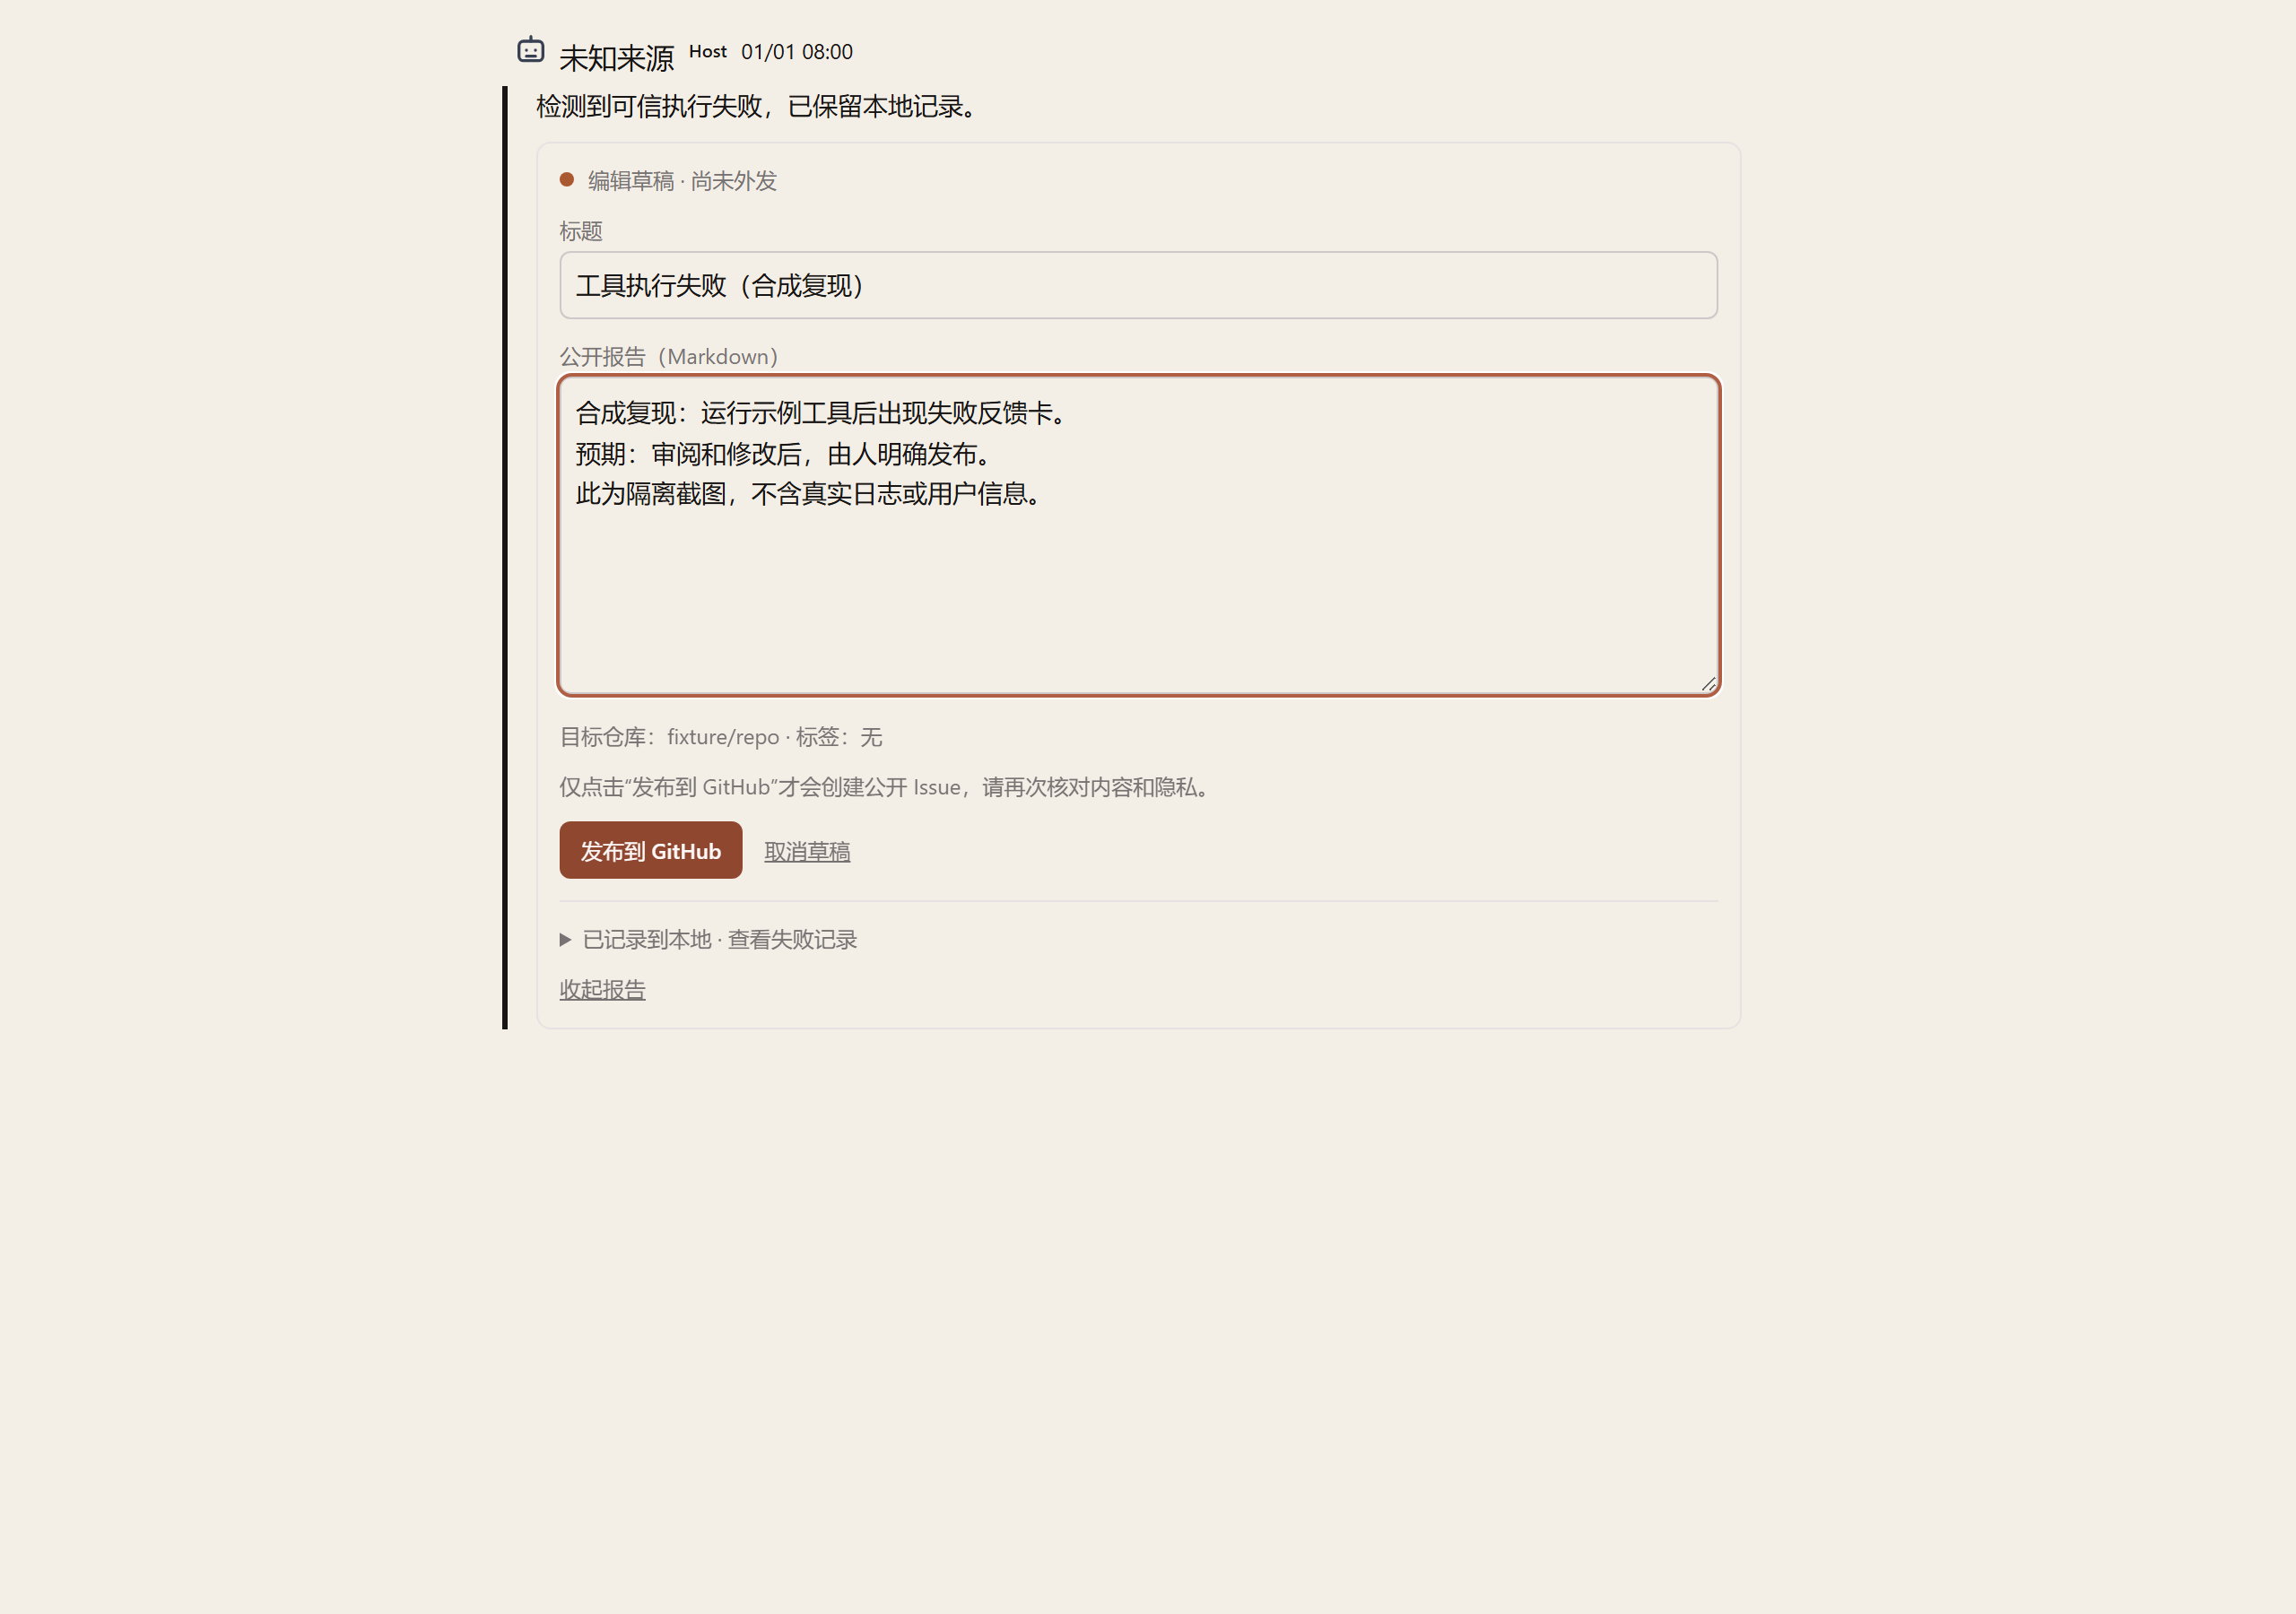 未知来源 Host 01/01 08:00
检测到可信执行失败，已保留本地记录。
编辑草稿 · 尚未外发
标题
工具执行失败（合成复现）
公开报告（Markdown）
合成复现：运行示例工具后出现失败反馈卡。
预期：审阅和修改后，由人明确发布。
此为隔离截图，不含真实日志或用户信息。
目标仓库：fixture/repo · 标签：无
仅点击“发布到 GitHub”才会创建公开 Issue，请再次核对内容和隐私。
发布到 GitHub 取消草稿
已记录到本地 · 查看失败记录
收起报告